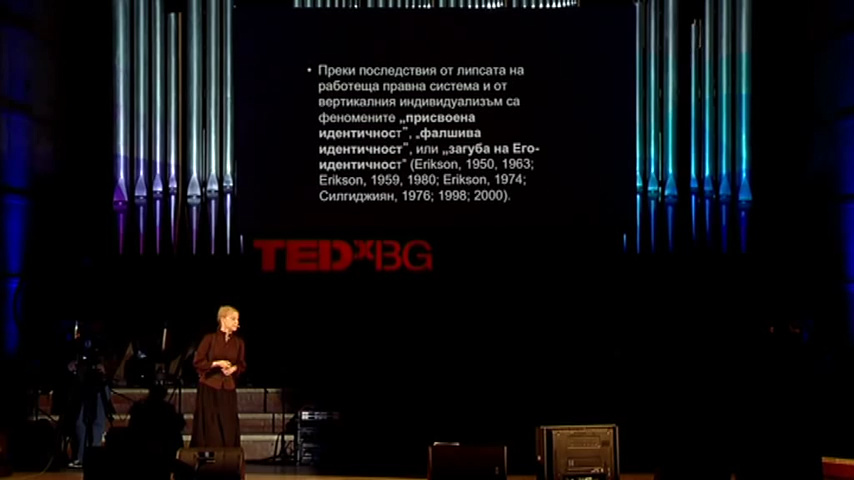 • Преки последствия от липсата на
работеща правна система и от
вертикалния индивидуализъм са
феномените „присвоена
идентичност", „фалшива
идентичност", или „загуба на Его-
идентичност" (Erikson, 1950, 1963;
Erikson, 1959, 1980; Erikson, 1974;
Силгиджиян, 1976; 1998; 2000).
TEDxBG